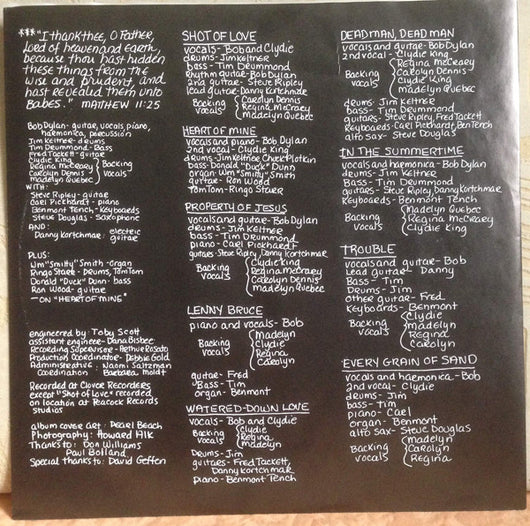 *** "I thank thee, O Father,
Lord of heaven and earth,
because thou hast hidden
these things from the
wise and prudent, and
hast revealed them unto
babes." MATTHEW 11:25
Bob Dylan - guitar, vocals, piano,
harmonica, percussion
Jim Keltner - drums
Tim Drummond - Bass
Fred Tackett - guitar
Clydie King
Regina McCrary
Carolyn Dennis
Madelyn Quebec
Backing
vocals
WITH:
Steve Ripley - guitar
Carl Pickhardt - piano
Benmont Tench - Keyboards
Steve Douglas - Saxophone
AND:
Danny Kortchmar - electric
guitar
PLUS:
Wm "Smitty" Smith - organ
Ringo Starr - Drums, TomTom
Donald "Duck" Dunn - bass
Ron Wood - guitar
- ON "HEART OF MINE"
engineered by Toby Scott
assistant engineer - Dana Bisbee
Recording Supervisor - Arthur Rosato
Production Coordinator - Debbie Gold
Administrative - Naomi Saltzman
Coordination Barbara Moldt
Recorded at Clover Recorders
except "Shot of Love" recorded
on location at Peacock Records
studios
album cover art: Pearl Beach
Photography: Howard Alk
Thanks to: Don Williams
Paul Bolland
Special thanks to: David Geffen
SHOT OF LOVE
vocals - Bob and Clydie
drums - Jim Keltner
bass - Tim Drummond
Rhythm guitar - Bob Dylan
2nd guitar - Steve Ripley
lead guitar - Danny Kortchmar
Backing
vocals
Carolyn Dennis
Regina McCrary
Madelyn Quebec
HEART OF MINE
vocals and piano - Bob Dylan
2nd vocal - Clydie King
drums - Jim Keltner, Chuck Plotkin
bass - Donald "Duck" Dunn
organ - Wm "Smitty" Smith
guitar - Ron Wood
TomTom - Ringo Starr
PROPERTY OF JESUS
vocals and guitar - Bob Dylan
drums - Jim Keltner
bass - Tim Drummond
piano - Carl Pickhardt
guitars - Steve Ripley, Danny Kortchmar
Backing
vocals
Clydie King
Regina McCrary
Carolyn Dennis
Madelyn Quebec
LENNY BRUCE
piano and vocals - Bob
Backing
vocals
Madelyn
Clydie
Regina
Carolyn
guitar - Fred
Bass - Tim
organ - Benmont
WATERED-DOWN LOVE
vocals - Bob and Clydie
Backing
vocals
Clydie
Regina
Madelyn
Drums - Jim
guitars - Fred Tackett,
Danny Kortchmar
piano - Benmont Tench
DEAD MAN, DEAD MAN
vocals and guitar - Bob Dylan
2nd vocal - Clydie King
Backing
vocals
Regina McCrary
Carolyn Dennis
Clydie King
Madelyn Quebec
drums - Jim Keltner
bass - Tim Drummond
guitars - Steve Ripley, Fred Tackett
Keyboards - Carl Pickhardt, Ben Tench
alto sax - Steve Douglas
IN THE SUMMERTIME
vocals and harmonica - Bob Dylan
drums - Jim Keltner
bass - Tim Drummond
guitars - Steve Ripley, Danny Kortchmar
Keyboards - Benmont Tench
Backing
vocals
Madelyn Quebec
Regina McCrary
Clydie King
TROUBLE
vocals and guitar - Bob
Lead guitar - Danny
Bass - Tim
Drums - Jim
other guitar - Fred
Keyboards - Benmont
Backing
vocals
Clydie
Madelyn
Regina
Carolyn
EVERY GRAIN OF SAND
vocals and harmonica - Bob
2nd vocal - Clydie
drums - Jim
bass - Tim
piano - Carl
organ - Benmont
alto sax - Steve Douglas
Backing
vocals
Madelyn
Carolyn
Regina